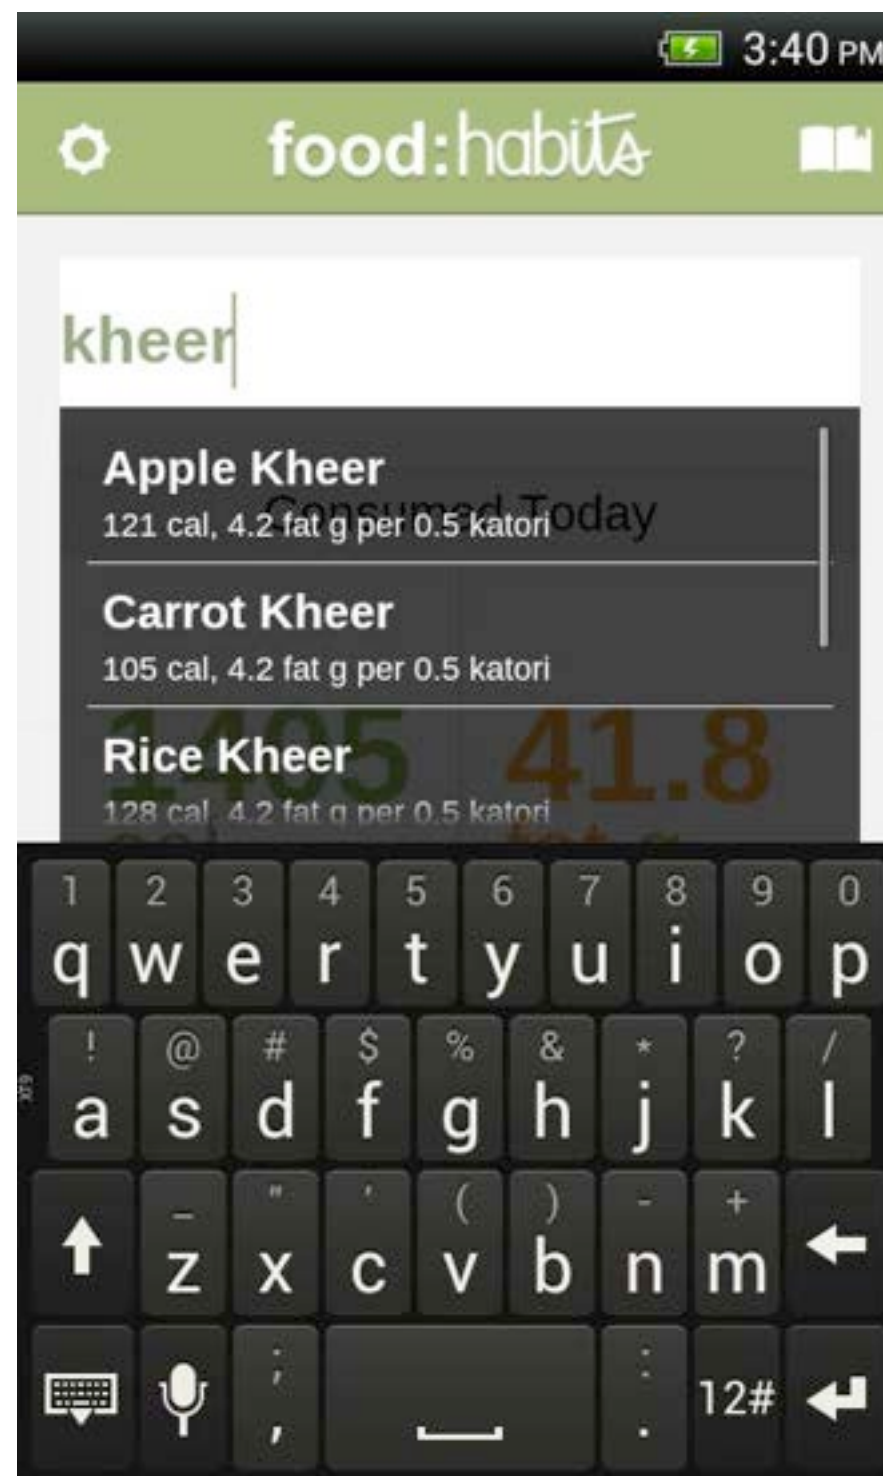 3:40 PM
food:habits
kheer
Apple Kheer
Consumed Today
121 cal, 4.2 fat g per 0.5 katori
Carrot Kheer
105 cal, 4.2 fat g per 0.5 katori
1405 41.8
Rice Kheer
128 cal, 4.2 fat g per 0.5 katori
cal fat g
1 2 3 4 5 6 7 8 9 0
q w e r t y u i o p
! @ # $ % & * ? /
a s d f g h j k l
_ " ' ( ) - +
z x c v b n m
; :
, . 12#